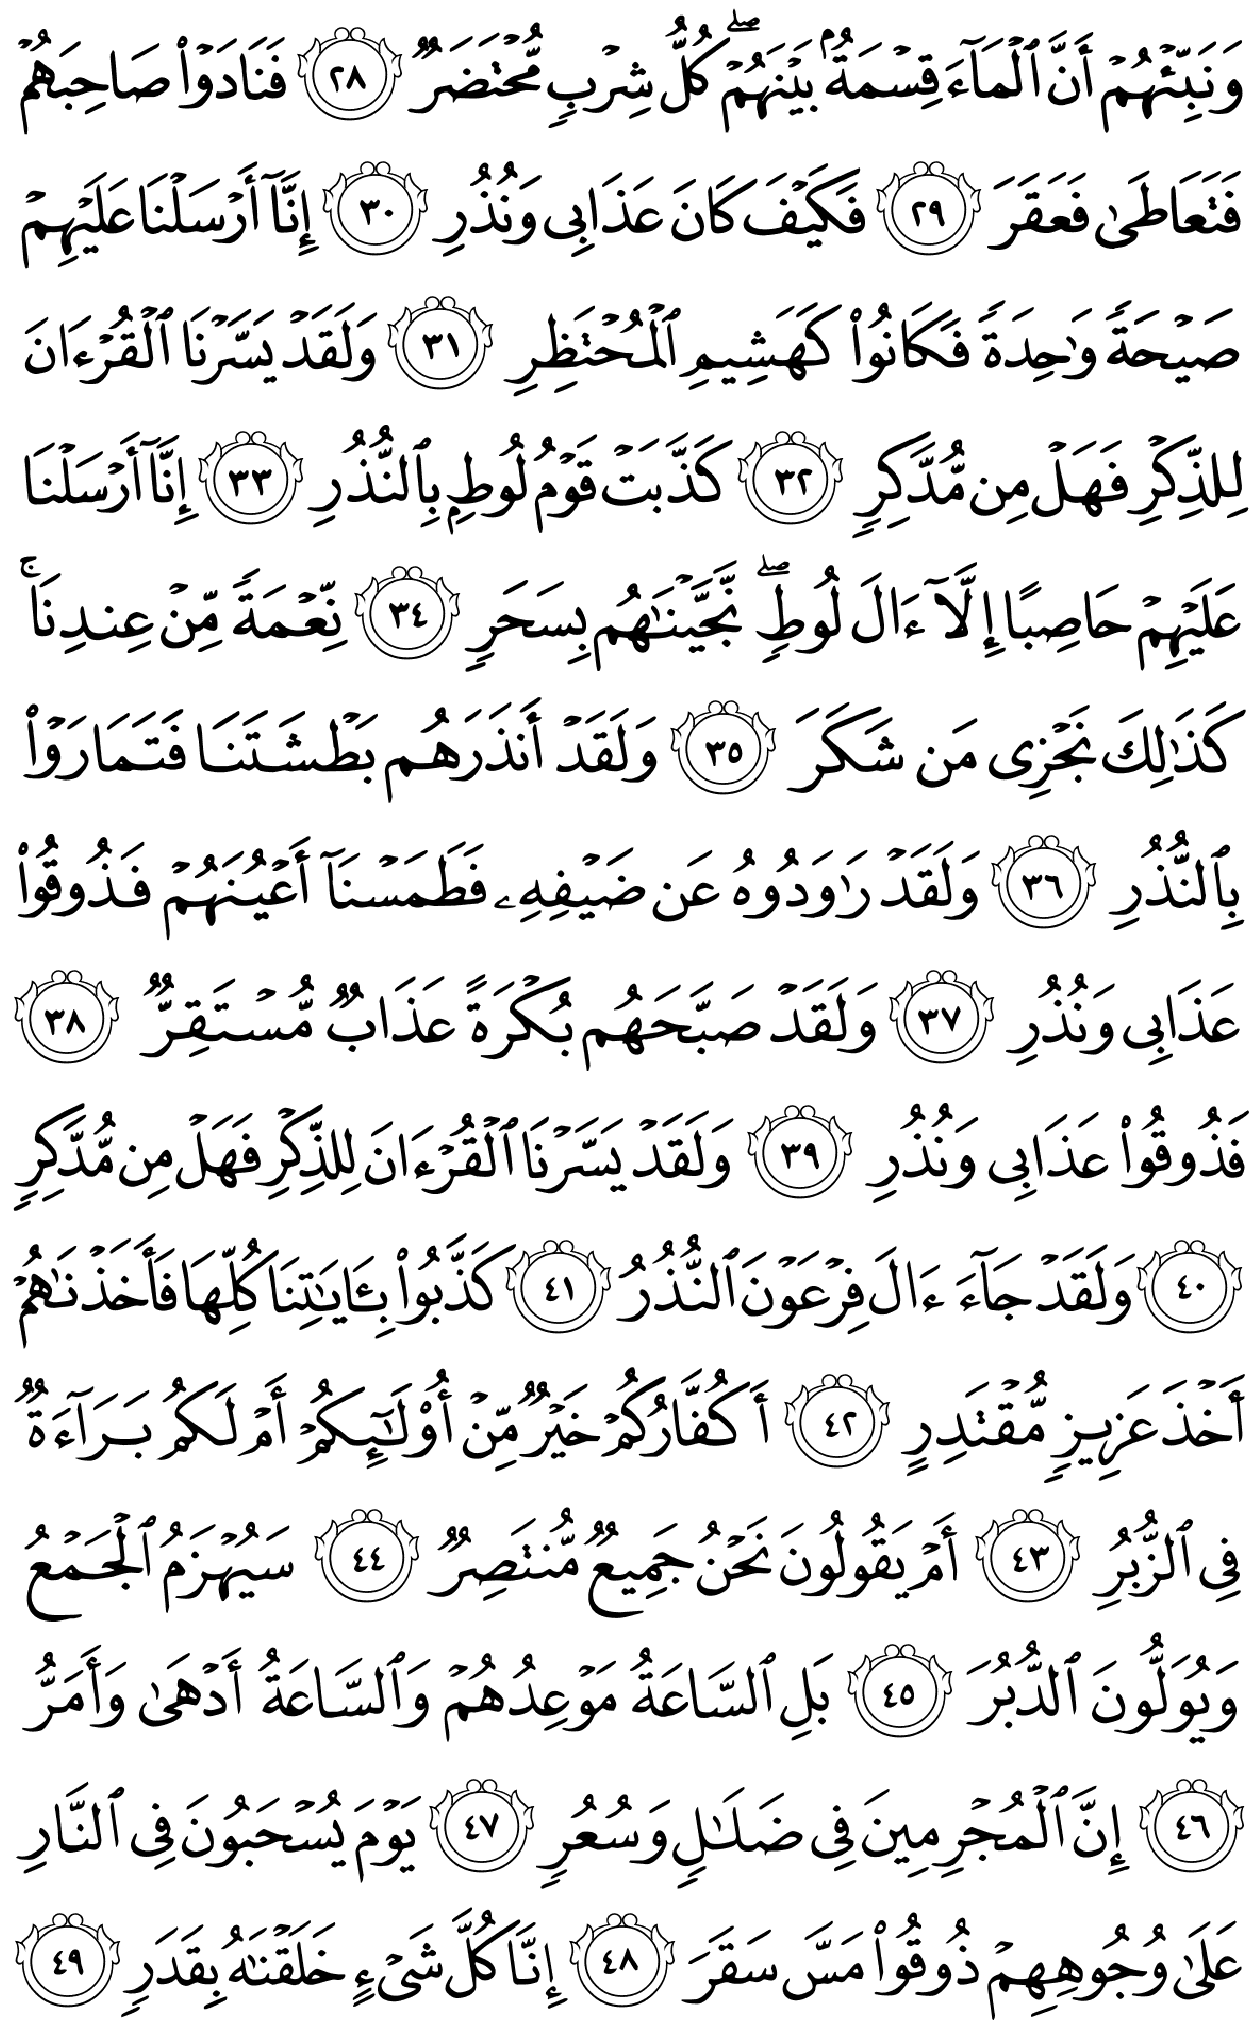 وَنَبِّئْهُمْ أَنَّ ٱلْمَآءَ قِسْمَةٌۢ بَيْنَهُمْ ۖ كُلُّ شِرْبٍ مُّحْتَضَرٌ ٢٨ فَنَادَوْا۟ صَاحِبَهُمْ
فَتَعَاطَىٰ فَعَقَرَ ٢٩ فَكَيْفَ كَانَ عَذَابِى وَنُذُرِ ٣٠ إِنَّآ أَرْسَلْنَا عَلَيْهِمْ
صَيْحَةً وَٰحِدَةً فَكَانُوا۟ كَهَشِيمِ ٱلْمُحْتَظِرِ ٣١ وَلَقَدْ يَسَّرْنَا ٱلْقُرْءَانَ
لِلذِّكْرِ فَهَلْ مِن مُّدَّكِرٍ ٣٢ كَذَّبَتْ قَوْمُ لُوطٍۭ بِٱلنُّذُرِ ٣٣ إِنَّآ أَرْسَلْنَا
عَلَيْهِمْ حَاصِبًا إِلَّآ ءَالَ لُوطٍ ۖ نَّجَّيْنَٰهُم بِسَحَرٍ ٣٤ نِّعْمَةً مِّنْ عِندِنَا ۚ
كَذَٰلِكَ نَجْزِى مَن شَكَرَ ٣٥ وَلَقَدْ أَنذَرَهُم بَطْشَتَنَا فَتَمَارَوْا۟
بِٱلنُّذُرِ ٣٦ وَلَقَدْ رَٰوَدُوهُ عَن ضَيْفِهِۦ فَطَمَسْنَآ أَعْيُنَهُمْ فَذُوقُوا۟
عَذَابِى وَنُذُرِ ٣٧ وَلَقَدْ صَبَّحَهُم بُكْرَةً عَذَابٌ مُّسْتَقِرٌّ ٣٨
فَذُوقُوا۟ عَذَابِى وَنُذُرِ ٣٩ وَلَقَدْ يَسَّرْنَا ٱلْقُرْءَانَ لِلذِّكْرِ فَهَلْ مِن مُّدَّكِرٍ
٤٠ وَلَقَدْ جَآءَ ءَالَ فِرْعَوْنَ ٱلنُّذُرُ ٤١ كَذَّبُوا۟ بِـَٔايَٰتِنَا كُلِّهَا فَأَخَذْنَٰهُمْ
أَخْذَ عَزِيزٍ مُّقْتَدِرٍ ٤٢ أَكُفَّارُكُمْ خَيْرٌ مِّنْ أُو۟لَٰٓئِكُمْ أَمْ لَكُم بَرَآءَةٌ
فِى ٱلزُّبُرِ ٤٣ أَمْ يَقُولُونَ نَحْنُ جَمِيعٌ مُّنتَصِرٌ ٤٤ سَيُهْزَمُ ٱلْجَمْعُ
وَيُوَلُّونَ ٱلدُّبُرَ ٤٥ بَلِ ٱلسَّاعَةُ مَوْعِدُهُمْ وَٱلسَّاعَةُ أَدْهَىٰ وَأَمَرُّ
٤٦ إِنَّ ٱلْمُجْرِمِينَ فِى ضَلَٰلٍ وَسُعُرٍ ٤٧ يَوْمَ يُسْحَبُونَ فِى ٱلنَّارِ
عَلَىٰ وُجُوهِهِمْ ذُوقُوا۟ مَسَّ سَقَرَ ٤٨ إِنَّا كُلَّ شَىْءٍ خَلَقْنَٰهُ بِقَدَرٍ ٤٩